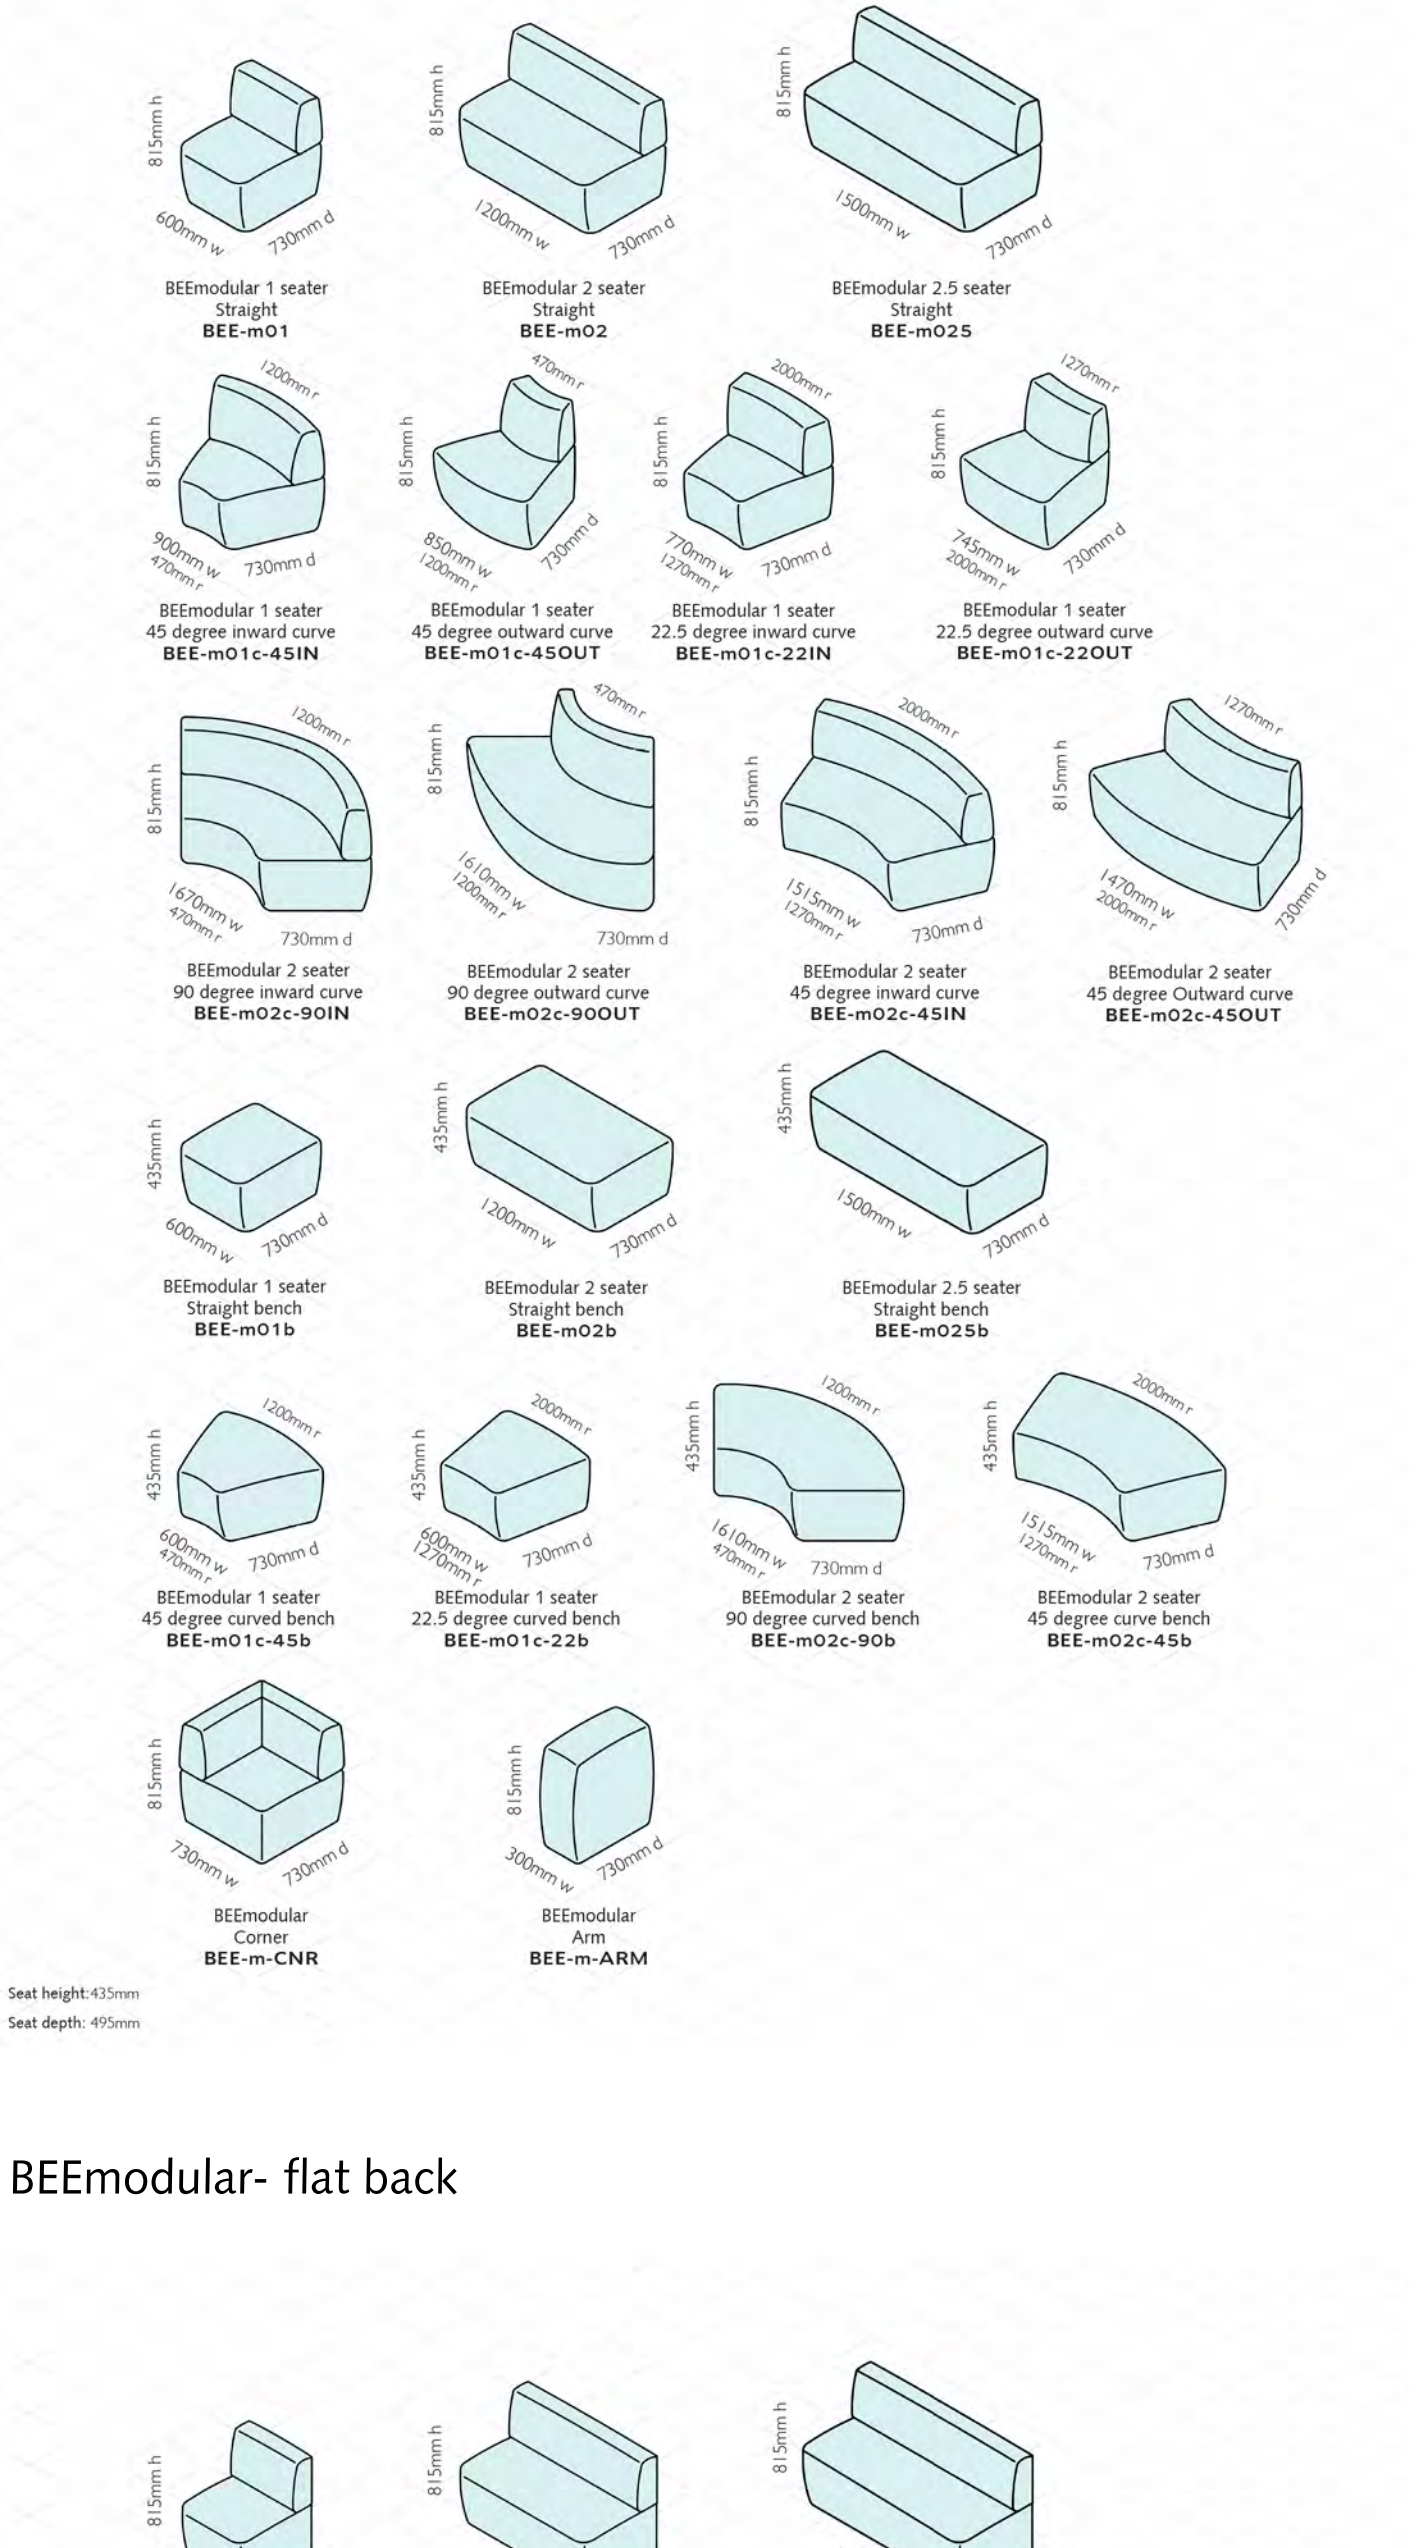 815mm h
600mm w
730mm d
BEEmodular 1 seater
Straight
BEE-m01
815mm h
1200mm w
730mm d
BEEmodular 2 seater
Straight
BEE-m02
815mm h
1500mm w
730mm d
BEEmodular 2.5 seater
Straight
BEE-m025
1200mm r
815mm h
900mm w
470mm r
730mm d
BEEmodular 1 seater
45 degree inward curve
BEE-m01c-45IN
470mm r
815mm h
850mm w
1200mm r
730mm d
BEEmodular 1 seater
45 degree outward curve
BEE-m01c-45OUT
2000mm r
815mm h
770mm w
1270mm r
730mm d
BEEmodular 1 seater
22.5 degree inward curve
BEE-m01c-22IN
1270mm r
815mm h
745mm w
2000mm r
730mm d
BEEmodular 1 seater
22.5 degree outward curve
BEE-m01c-22OUT
1200mm r
815mm h
1670mm w
470mm r
730mm d
BEEmodular 2 seater
90 degree inward curve
BEE-m02c-90IN
470mm r
815mm h
1610mm w
1200mm r
730mm d
BEEmodular 2 seater
90 degree outward curve
BEE-m02c-90OUT
2000mm r
815mm h
1515mm w
1270mm r
730mm d
BEEmodular 2 seater
45 degree inward curve
BEE-m02c-45IN
1270mm r
815mm h
1470mm w
2000mm r
730mm d
BEEmodular 2 seater
45 degree Outward curve
BEE-m02c-45OUT
435mm h
600mm w
730mm d
BEEmodular 1 seater
Straight bench
BEE-m01b
435mm h
1200mm w
730mm d
BEEmodular 2 seater
Straight bench
BEE-m02b
435mm h
1500mm w
730mm d
BEEmodular 2.5 seater
Straight bench
BEE-m025b
1200mm r
435mm h
600mm w
470mm r
730mm d
BEEmodular 1 seater
45 degree curved bench
BEE-m01c-45b
2000mm r
435mm h
600mm w
1270mm r
730mm d
BEEmodular 1 seater
22.5 degree curved bench
BEE-m01c-22b
1200mm r
435mm h
1610mm w
470mm r
730mm d
BEEmodular 2 seater
90 degree curved bench
BEE-m02c-90b
2000mm r
435mm h
1515mm w
1270mm r
730mm d
BEEmodular 2 seater
45 degree curve bench
BEE-m02c-45b
815mm h
730mm w
730mm d
BEEmodular
Corner
BEE-m-CNR
815mm h
300mm w
730mm d
BEEmodular
Arm
BEE-m-ARM
Seat height:435mm
Seat depth: 495mm
BEEmodular- flat back
815mm h
815mm h
815mm h